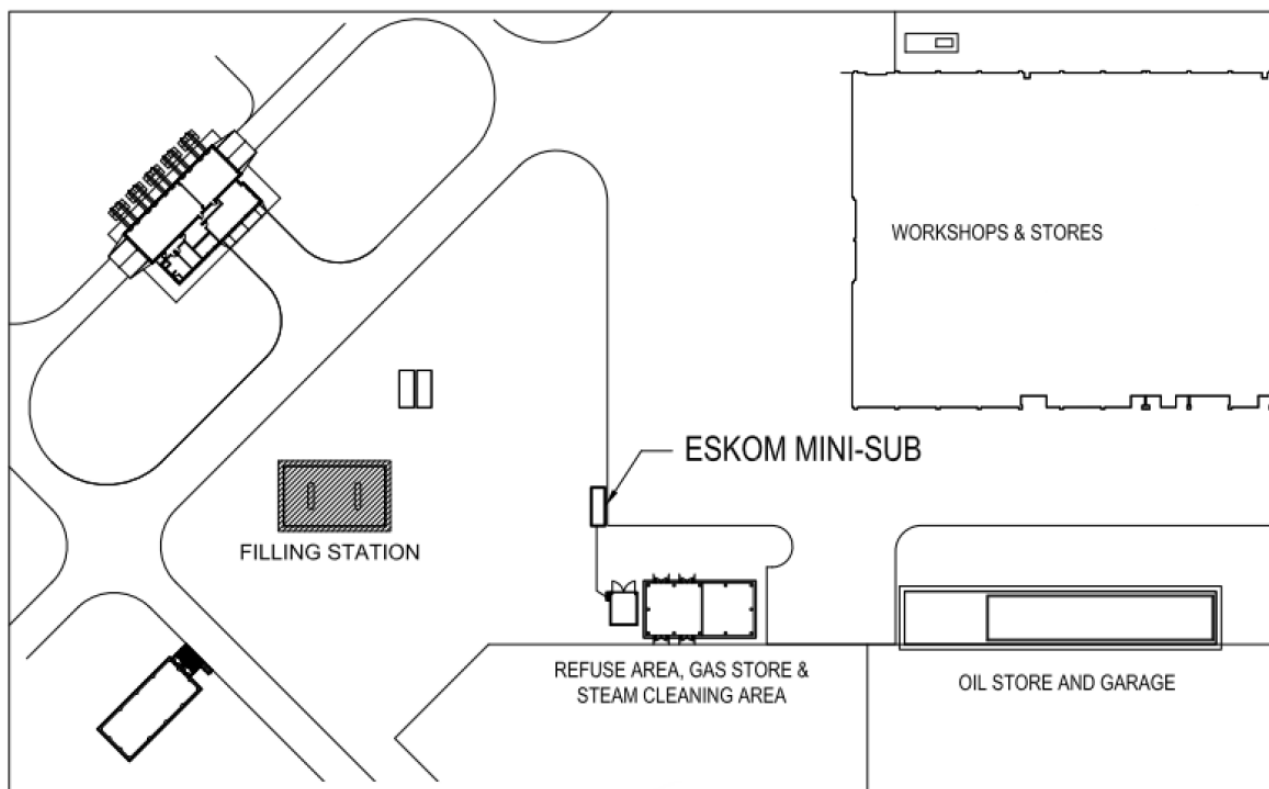 WORKSHOPS & STORES
ESKOM MINI-SUB
FILLING STATION
REFUSE AREA, GAS STORE &
STEAM CLEANING AREA
OIL STORE AND GARAGE